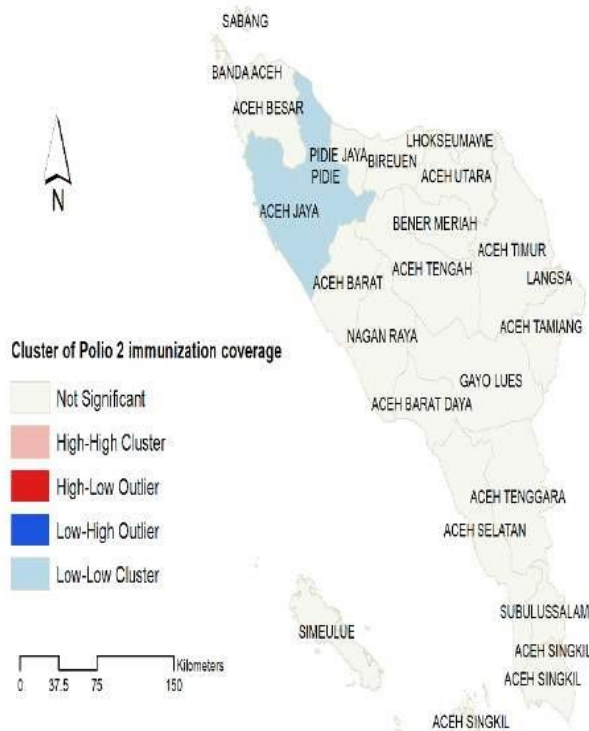 SABANG
BANDA ACEH
ACEH BESAR
LHOKSEUMAWE
PIDIE JAYA
BIREUEN
PIDIE
ACEH UTARA
N
ACEH JAYA
BENER MERIAH
ACEH TIMUR
ACEH TENGAH
LANGSA
ACEH BARAT
ACEH TAMIANG
NAGAN RAYA
Cluster of Polio 2 immunization coverage
GAYO LUES
Not Significant
ACEH BARAT DAYA
High-High Cluster
High-Low Outlier
ACEH TENGGARA
Low-High Outlier
ACEH SELATAN
Low-Low Cluster
SUBULUSSALAM
SIMEULUE
ACEH SINGKIL
Kilometers
ACEH SINGKIL
0 37.5 75 150
ACEH SINGKIL